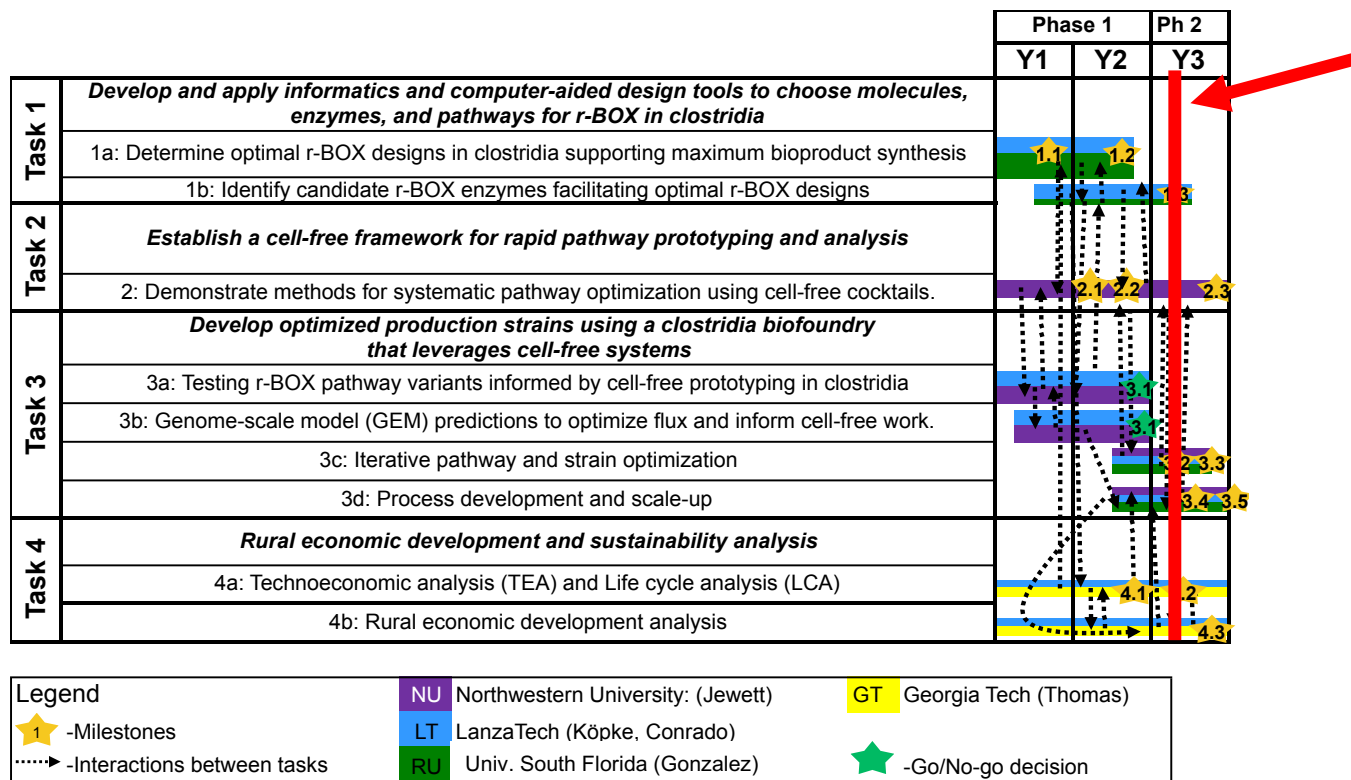 Phase 1 Ph 2
Y1 Y2 Y3
Task 1
Develop and apply informatics and computer-aided design tools to choose molecules,
enzymes, and pathways for r-BOX in clostridia
1a: Determine optimal r-BOX designs in clostridia supporting maximum bioproduct synthesis
1.1 1.2
1b: Identify candidate r-BOX enzymes facilitating optimal r-BOX designs
Task 2
Establish a cell-free framework for rapid pathway prototyping and analysis
2: Demonstrate methods for systematic pathway optimization using cell-free cocktails.
2.1 2.2 2.3
Task 3
Develop optimized production strains using a clostridia biofoundry
that leverages cell-free systems
3a: Testing r-BOX pathway variants informed by cell-free prototyping in clostridia
3.1
3b: Genome-scale model (GEM) predictions to optimize flux and inform cell-free work.
3.1
3c: Iterative pathway and strain optimization
3.3
3d: Process development and scale-up
3.4 3.5
Task 4
Rural economic development and sustainability analysis
4a: Technoeconomic analysis (TEA) and Life cycle analysis (LCA)
4.1
4b: Rural economic development analysis
4.3
Legend
1 -Milestones
-Interactions between tasks
NU Northwestern University: (Jewett)
LT LanzaTech (Köpke, Conrado)
RU Univ. South Florida (Gonzalez)
GT Georgia Tech (Thomas)
-Go/No-go decision